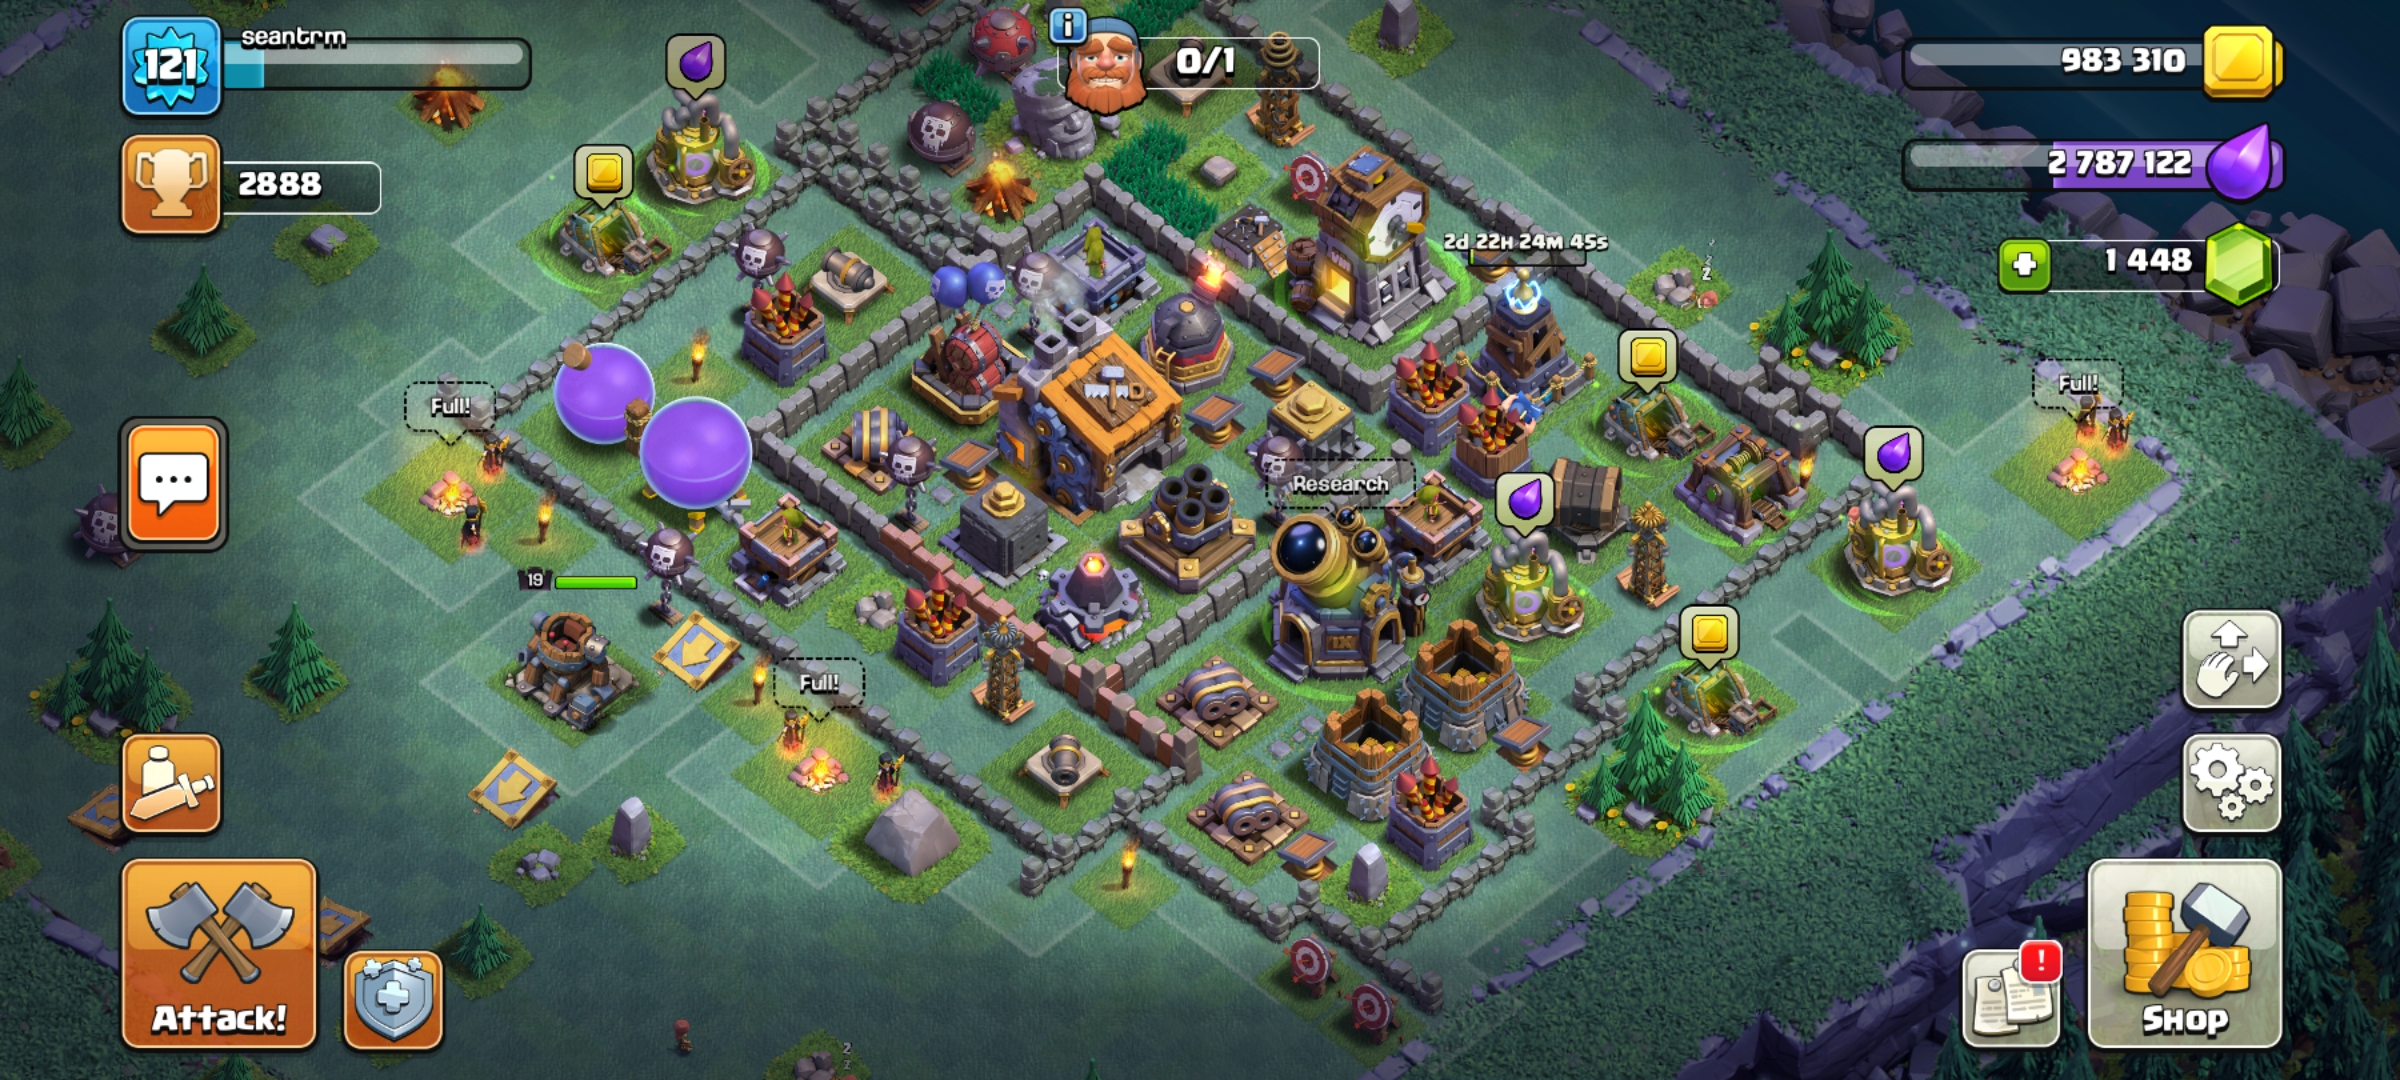 121
seantrm
i
0/1
983 310
2888
2 787 122
2d 22H 24M 45s
1 448
Full!
Full!
Research
19
Full!
Attack!
!
Shop